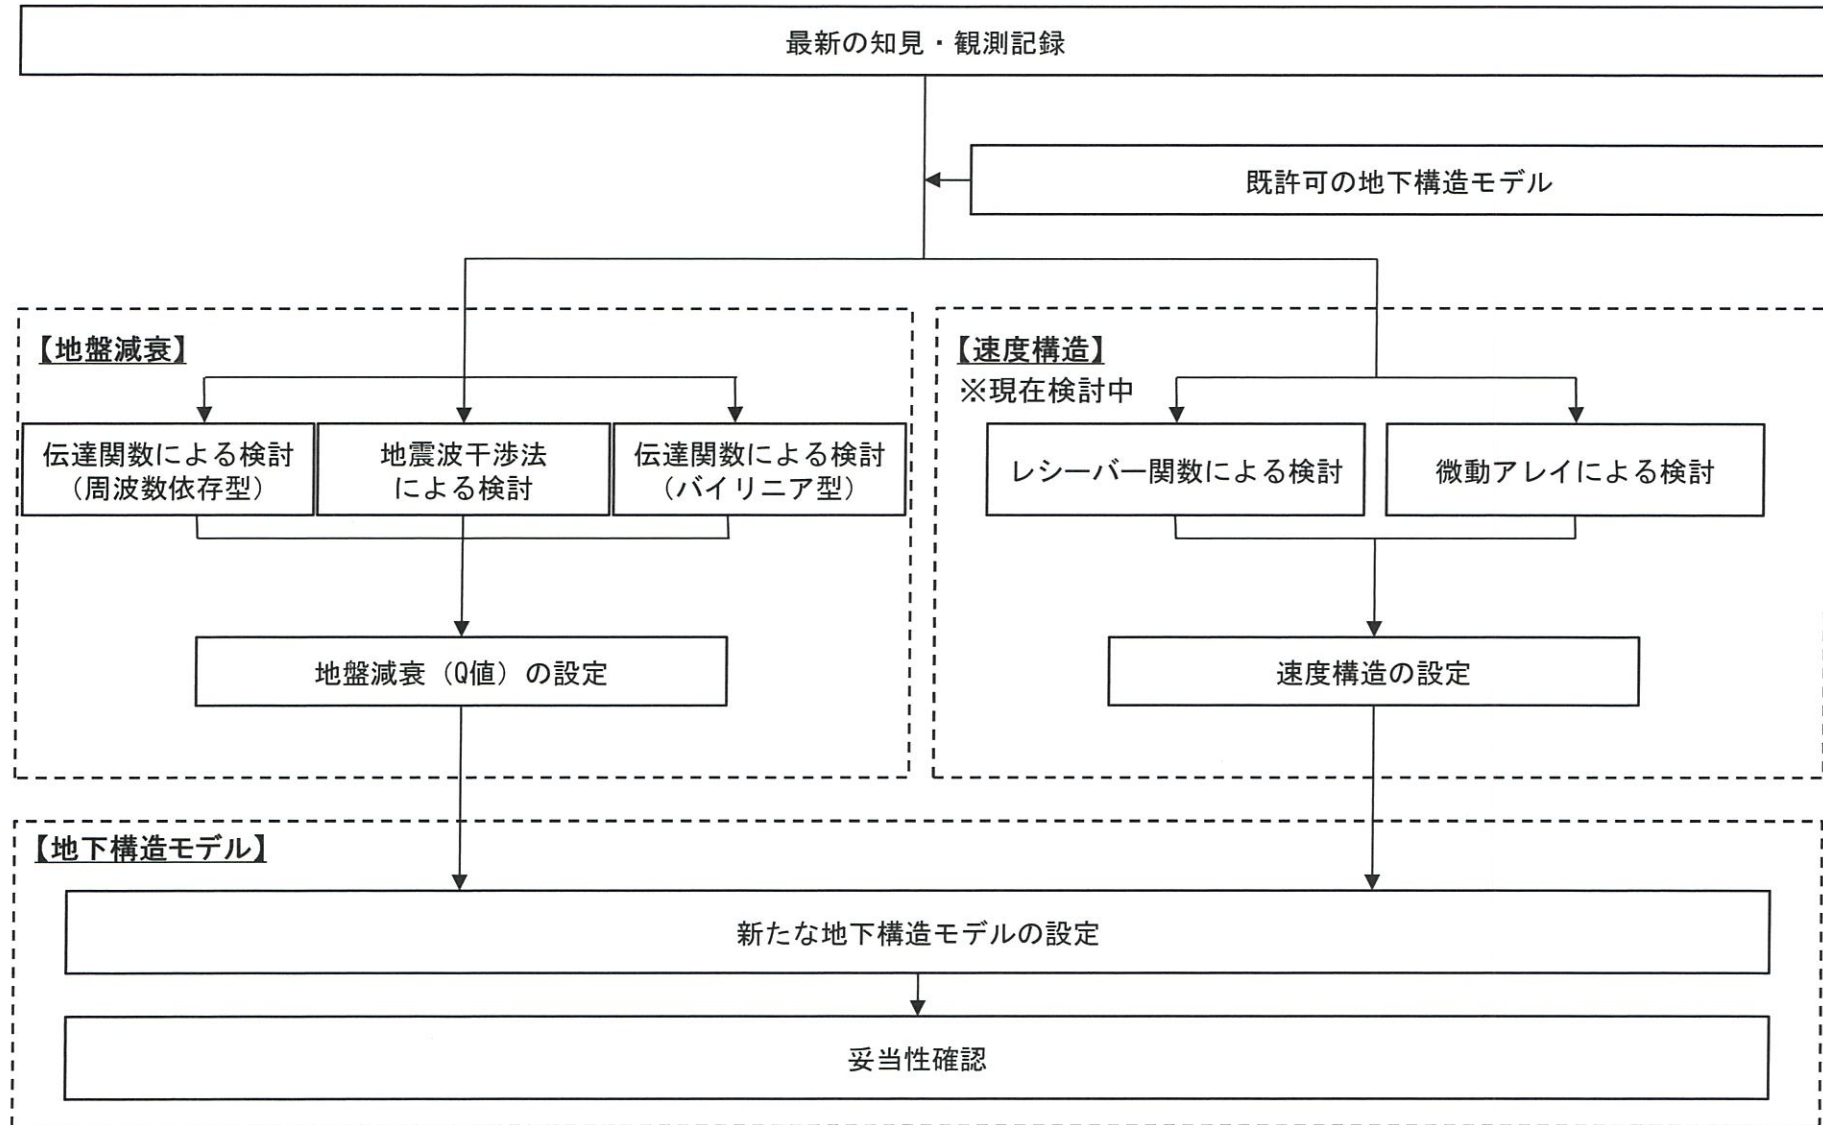 最新の知見・観測記録
既許可の地下構造モデル
【地盤減衰】
伝達関数による検討
（周波数依存型）
地震波干渉法
による検討
伝達関数による検討
（バイリニア型）
地盤減衰（Q値）の設定
【速度構造】
※現在検討中
レシーバー関数による検討
微動アレイによる検討
速度構造の設定
【地下構造モデル】
新たな地下構造モデルの設定
妥当性確認